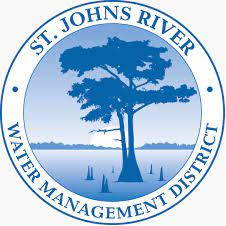 ST. JOHNS RIVER
WATER MANAGEMENT DISTRICT